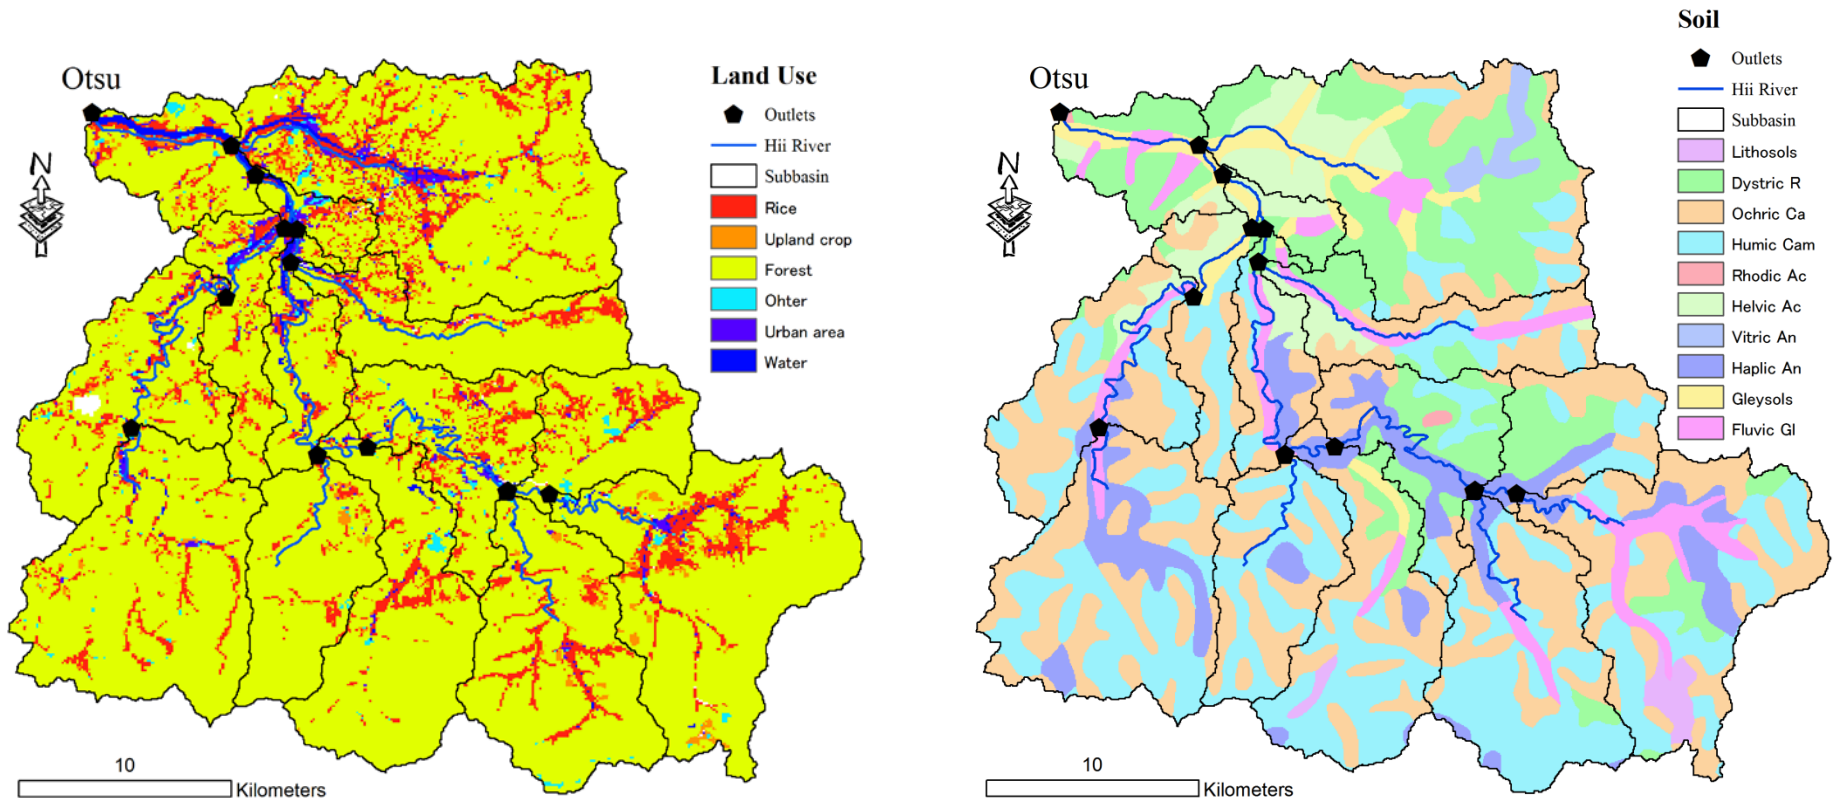 Otsu
N
Land Use
Outlets
Hii River
Subbasin
Rice
Upland crop
Forest
Ohter
Urban area
Water
10
Kilometers
Otsu
N
Soil
Outlets
Hii River
Subbasin
Lithosols
Dystric R
Ochric Ca
Humic Cam
Rhodic Ac
Helvic Ac
Vitric An
Haplic An
Gleysols
Fluvic Gl
10
Kilometers